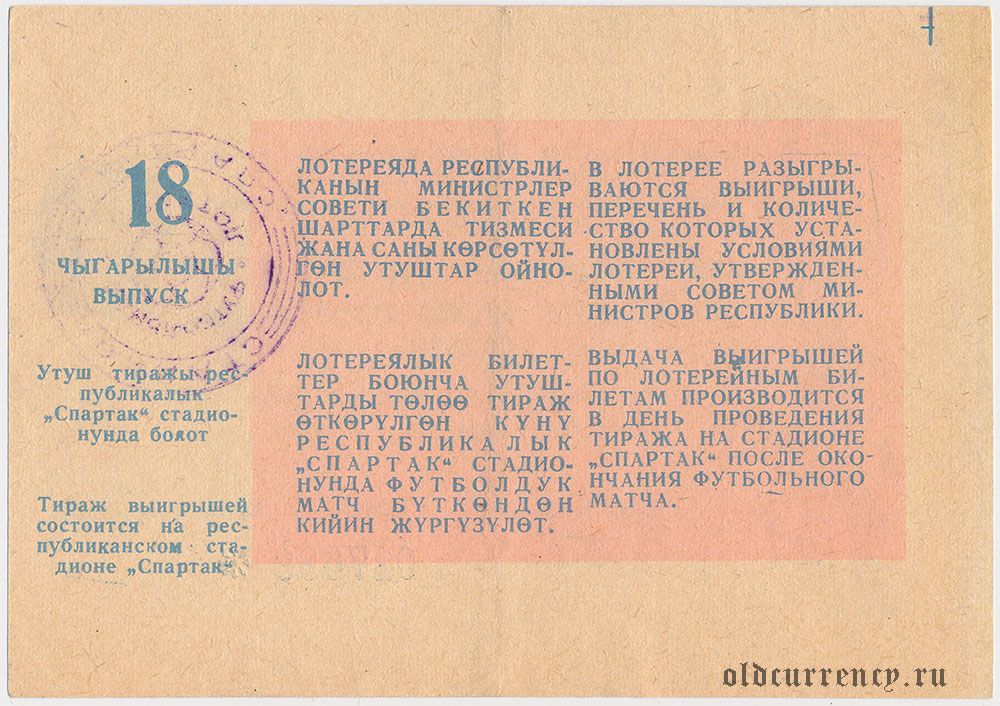 18
ЧЫГАРЫЛЫШЫ
ВЫПУСК
Утуш тиражы рес-
публикалык
„Спартак“ стадио-
нунда болот
Тираж выигрышей
состоится на рес-
публиканском ста-
дионе „Спартак“
ЛОТЕРЕЯДА РЕСПУБЛИ-
КАНЫН МИНИСТРЛЕР
СОВЕТИ БЕКИТКЕН
ШАРТТАРДА ТИЗМЕСИ
ЖАНА САНЫ КӨРСӨТҮЛ-
ГӨН УТУШТАР ОЙНО-
ЛОТ.
ЛОТЕРЕЯЛЫК БИЛЕТ-
ТЕР БОЮНЧА УТУШ-
ТАРДЫ ТӨЛӨӨ ТИРАЖ
ӨТКӨРҮЛГӨН КҮНҮ
РЕСПУБЛИКАЛЫК
„СПАРТАК“ СТАДИО-
НУНДА ФУТБОЛДУК
МАТЧ БҮТКӨНДӨН
КИЙИН ЖҮРГҮЗҮЛӨТ.
В ЛОТЕРЕЕ РАЗЫГРЫ-
ВАЮТСЯ ВЫИГРЫШИ,
ПЕРЕЧЕНЬ И КОЛИЧЕ-
СТВО КОТОРЫХ УСТА-
НОВЛЕНЫ УСЛОВИЯМИ
ЛОТЕРЕИ, УТВЕРЖДЕН-
НЫМИ СОВЕТОМ МИ-
НИСТРОВ РЕСПУБЛИКИ.
ВЫДАЧА ВЫИГРЫШЕЙ
ПО ЛОТЕРЕЙНЫМ БИ-
ЛЕТАМ ПРОИЗВОДИТСЯ
В ДЕНЬ ПРОВЕДЕНИЯ
ТИРАЖА НА СТАДИОНЕ
„СПАРТАК“ ПОСЛЕ ОКО-
НЧАНИЯ ФУТБОЛЬНОГО
МАТЧА.
oldcurrency.ru